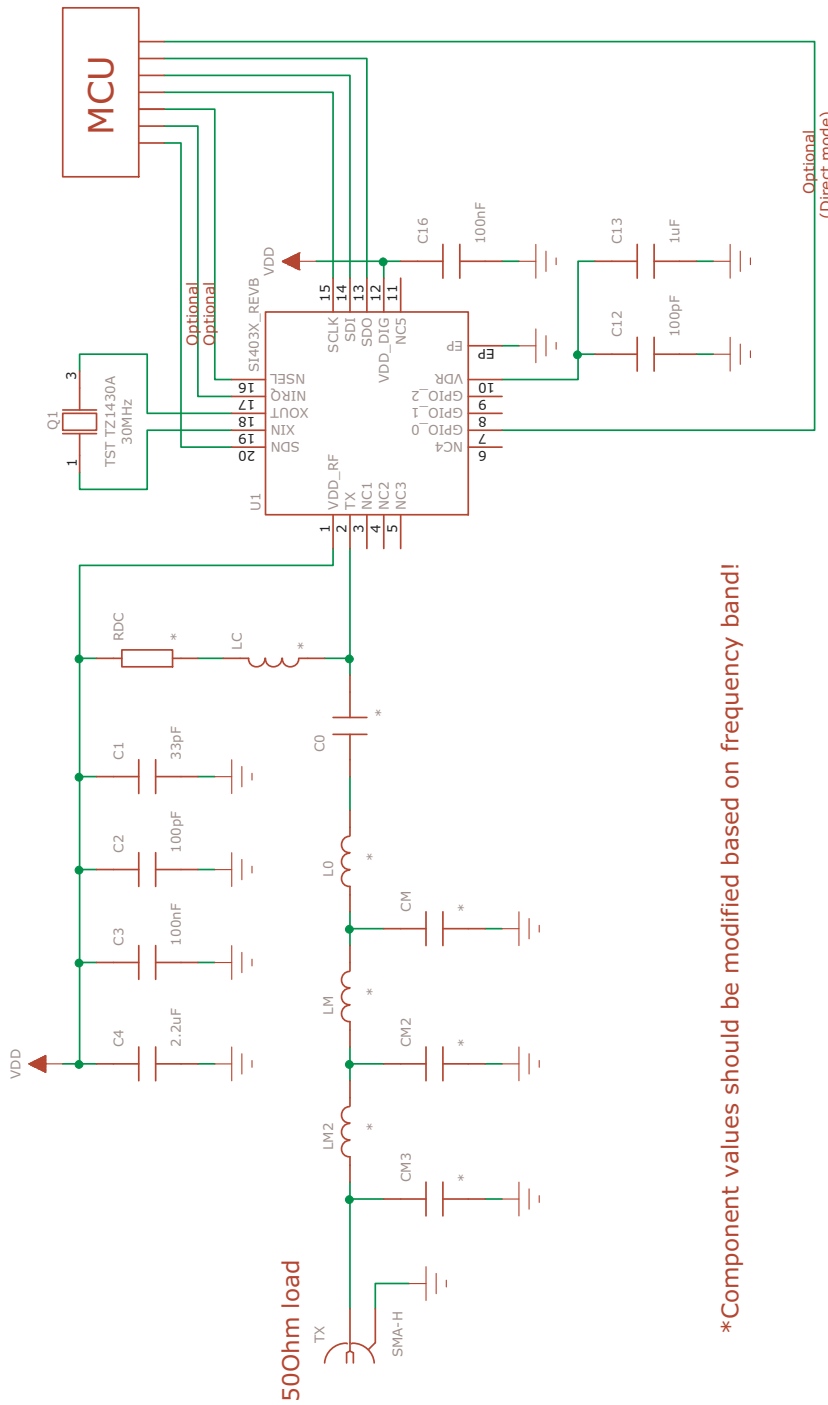 MCU
Optional
(Direct mode)
VDD
C16
100nF
C13
1uF
C12
100pF
Optional
Optional
SI403X_REVB
Q1
3
1
TST TZ1430A
30MHz
15
14
13
12
11
SCLK
SDI
SDO
VDD_DIG
NC5
NSEL
NIRQ
XOUT
XIN
SDN
16
17
18
19
20
EP
EP
VDR
GPIO_2
GPIO_1
GPIO_0
NC4
10
9
8
7
6
U1
VDD_RF
TX
NC1
NC2
NC3
1
2
3
4
5
RDC
*
LC
*
C1
33pF
C0
*
C2
100pF
L0
*
C3
100nF
CM
*
LM
*
VDD
C4
2.2uF
CM2
*
LM2
*
CM3
*
50Ohm load
TX
SMA-H
*Component values should be modified based on frequency band!